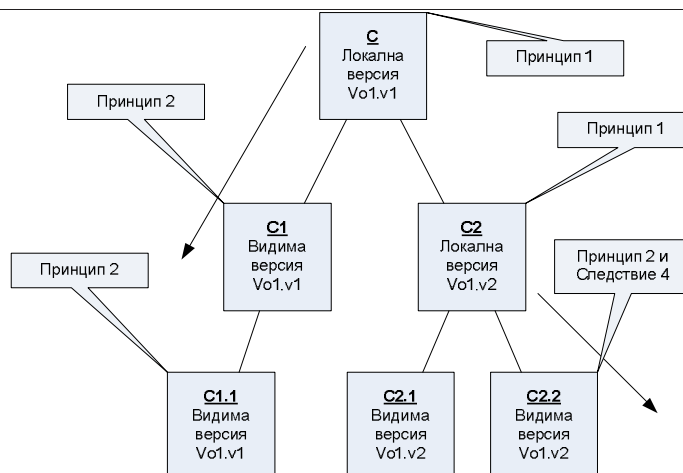 C
Локална
версия
Vo1.v1
Принцип 1
Принцип 2
Принцип 1
C1
Видима
версия
Vo1.v1
C2
Локална
версия
Vo1.v2
Принцип 2
Принцип 2 и
Следствие 4
C1.1
Видима
версия
Vo1.v1
C2.1
Видима
версия
Vo1.v2
C2.2
Видима
версия
Vo1.v2